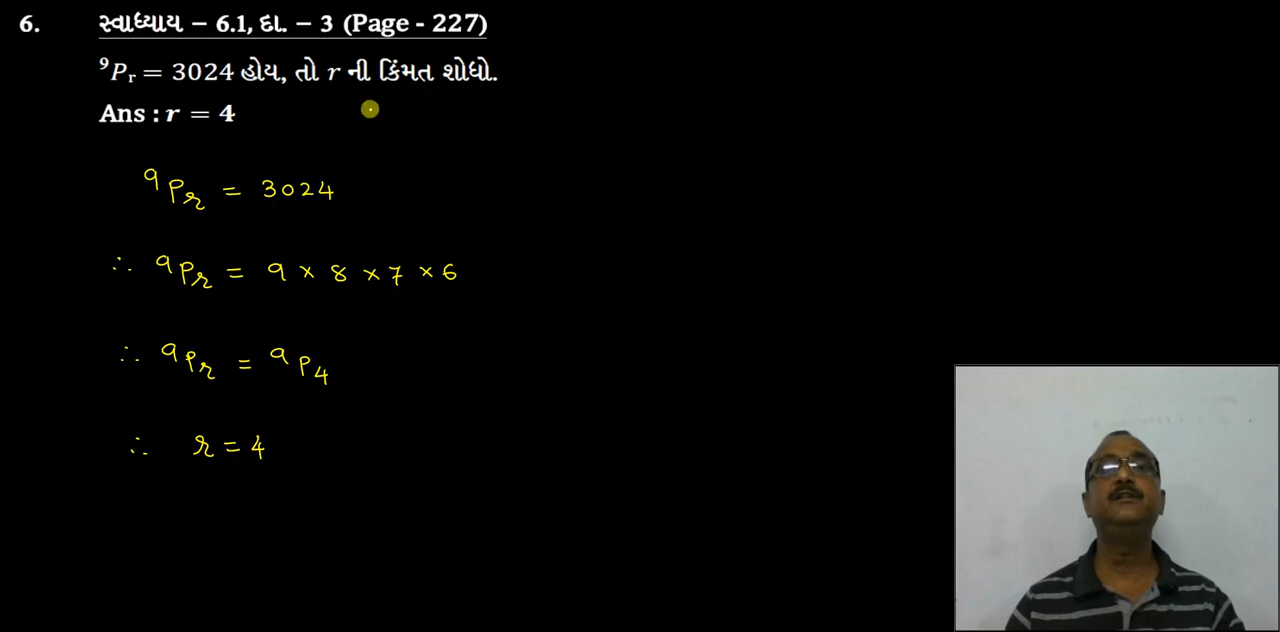 6. સ્વાધ્યાય – 6.1, દા. – 3 (Page - 227)
⁹Pᵣ = 3024 હોય, તો r ની કિંમત શોધો.
Ans : r = 4
⁹Pᵣ = 3024
∴ ⁹Pᵣ = 9 × 8 × 7 × 6
∴ ⁹Pᵣ = ⁹P₄
∴ r = 4